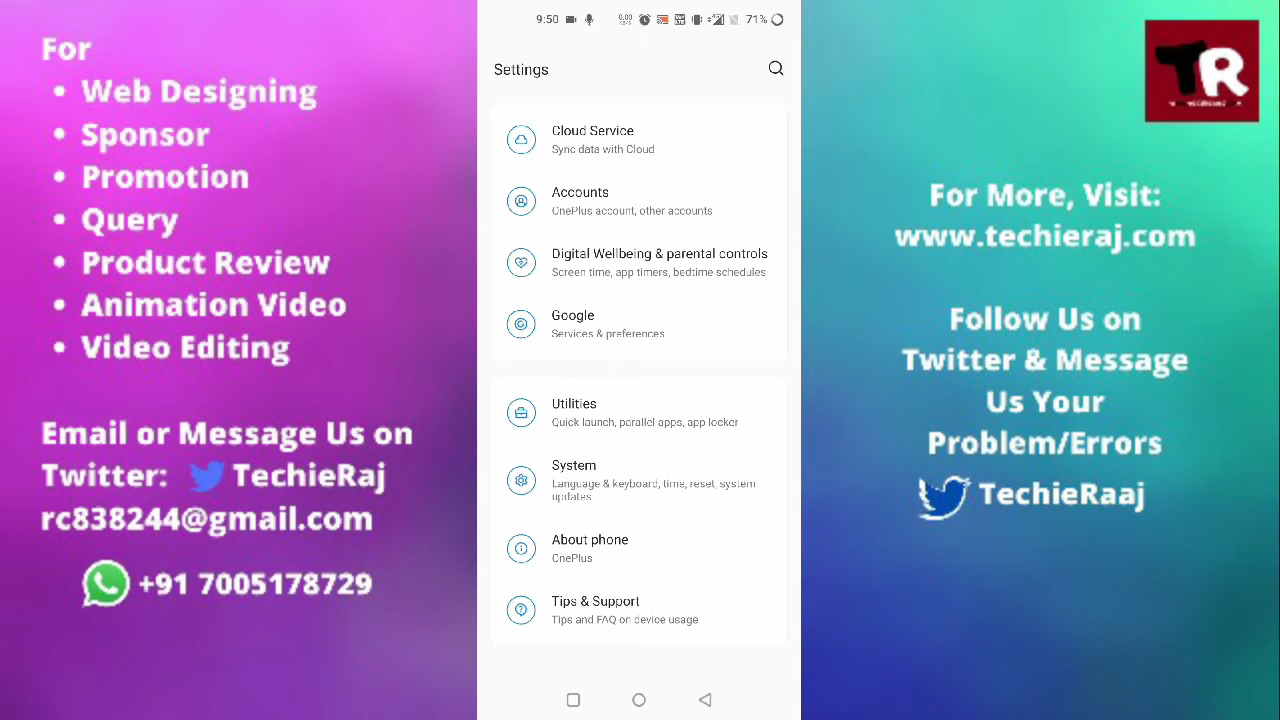 For
• Web Designing
• Sponsor
• Promotion
• Query
• Product Review
• Animation Video
• Video Editing
Email or Message Us on
Twitter: TechieRaj
rc838244@gmail.com
+91 7005178729
9:50
0.00
71%
Settings
Cloud Service
Sync data with Cloud
Accounts
OnePlus account, other accounts
Digital Wellbeing & parental controls
Screen time, app timers, bedtime schedules
Google
Services & preferences
Utilities
Quick launch, parallel apps, app locker
System
Language & keyboard, time, reset, system
updates
About phone
OnePlus
Tips & Support
Tips and FAQ on device usage
TR
For More, Visit:
www.techieraj.com
Follow Us on
Twitter & Message
Us Your
Problem/Errors
TechieRaaj